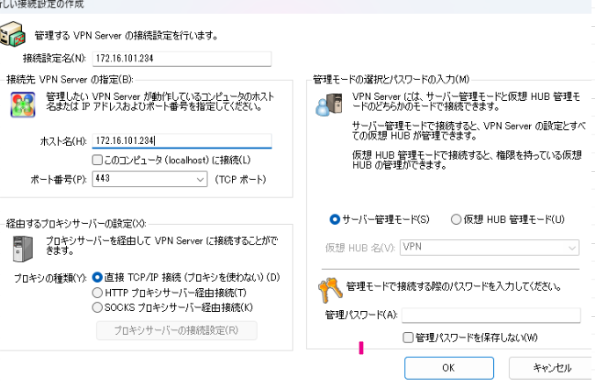 しい接続設定の作成
管理する VPN Server の接続設定を行います。
接続設定名(N): 172.16.101.234
接続先 VPN Server の指定(B):
管理したい VPN Server が動作しているコンピュータのホスト
名または IP アドレスおよびポート番号を指定してください。
ホスト名(H): 172.16.101.234
このコンピュータ (localhost) に接続(L)
ポート番号(P): 443 (TCP ポート)
経由するプロキシサーバーの設定(X):
プロキシサーバーを経由して VPN Server に接続することがで
きます。
プロキシの種類(Y): 直接 TCP/IP 接続 (プロキシを使わない) (D)
HTTP プロキシサーバー経由接続(T)
SOCKS プロキシサーバー経由接続(K)
プロキシサーバーの接続設定(R)
管理モードの選択とパスワードの入力(M)
VPN Server には、サーバー管理モードと仮想 HUB 管理モ
ードのどちらかのモードで接続できます。
サーバー管理モードで接続すると、VPN Server の設定とすべ
ての仮想 HUB が管理できます。
仮想 HUB 管理モードで接続すると、権限を持っている仮想
HUB の管理ができます。
サーバー管理モード(S) 仮想 HUB 管理モード(U)
仮想 HUB 名(V): VPN
管理モードで接続する際のパスワードを入力してください。
管理パスワード(A):
管理パスワードを保存しない(W)
OK キャンセル